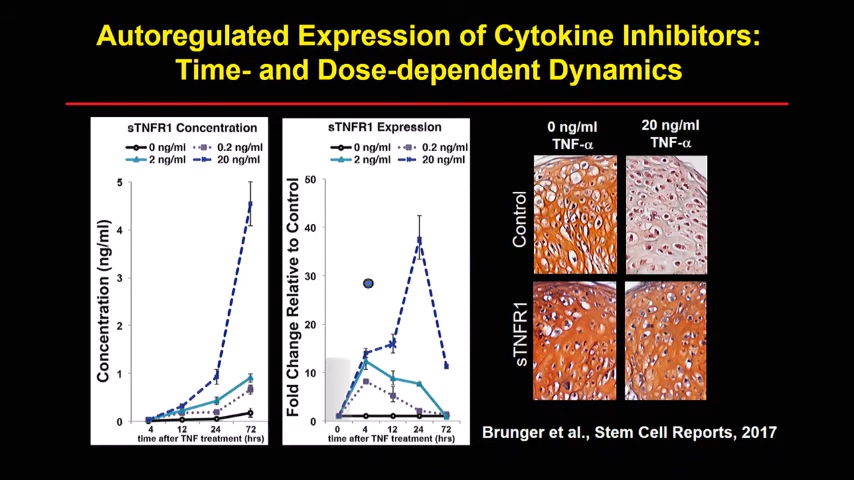 Autoregulated Expression of Cytokine Inhibitors:
Time- and Dose-dependent Dynamics
sTNFR1 Concentration
0 ng/ml
0.2 ng/ml
2 ng/ml
20 ng/ml
Concentration (ng/ml)
5
4
3
2
1
0
4
12
24
72
time after TNF treatment (hrs)
sTNFR1 Expression
0 ng/ml
0.2 ng/ml
2 ng/ml
20 ng/ml
Fold Change Relative to Control
50
40
30
20
10
0
0
4
12
24
72
time after TNF treatment (hrs)
0 ng/ml
TNF-α
20 ng/ml
TNF-α
Control
sTNFR1
Brunger et al., Stem Cell Reports, 2017